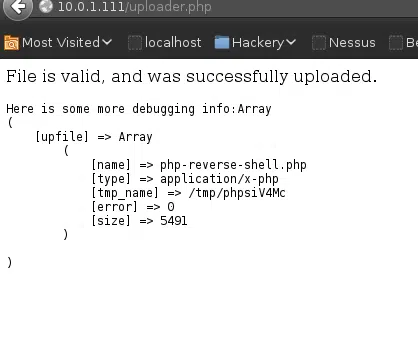 10.0.1.111/uploader.php
Most Visited localhost Hackery Nessus Be
File is valid, and was successfully uploaded.
Here is some more debugging info:Array
(
    [upfile] => Array
        (
            [name] => php-reverse-shell.php
            [type] => application/x-php
            [tmp_name] => /tmp/phpsiV4Mc
            [error] => 0
            [size] => 5491
        )
)